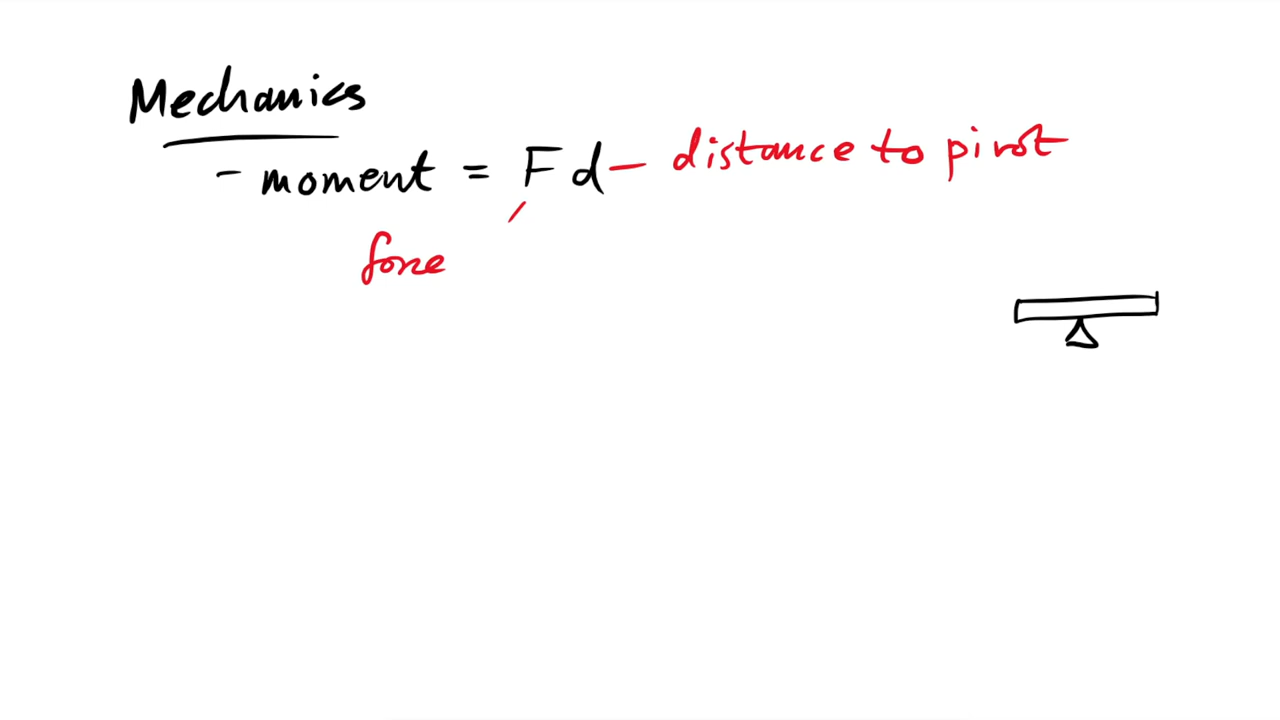 Mechanics
- moment = Fd - distance to pivot
force